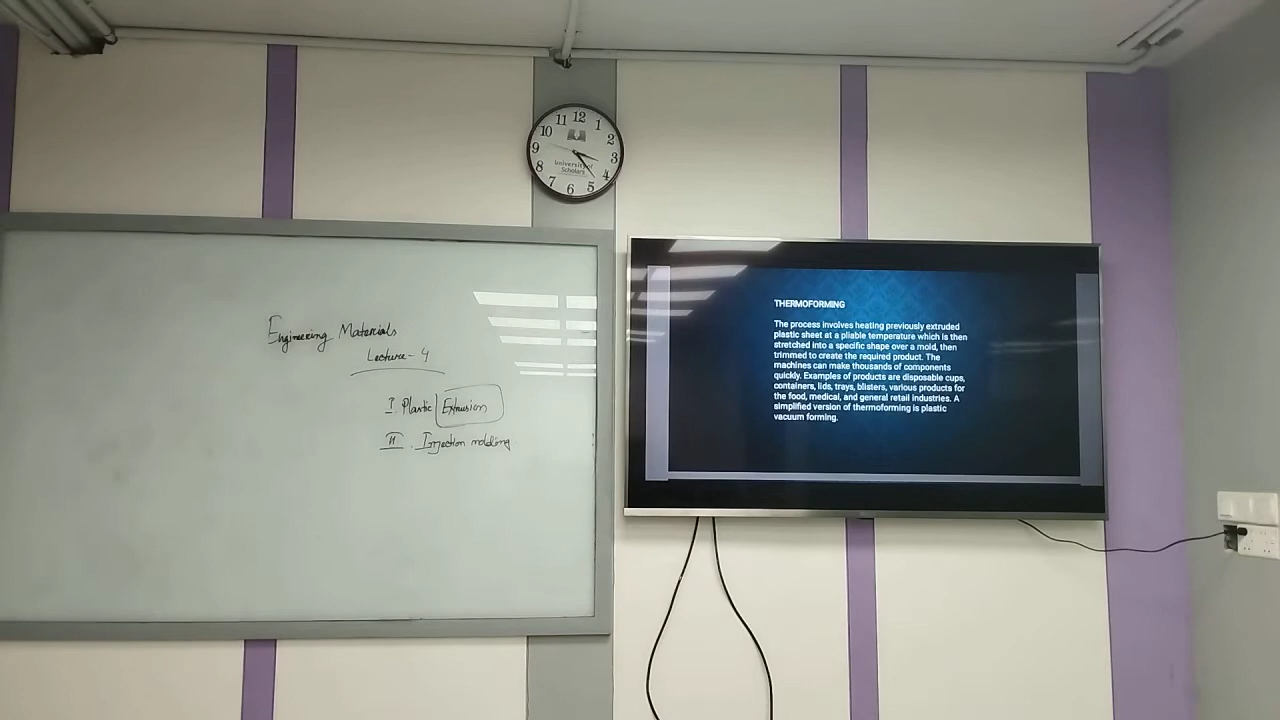 12
11
1
10
2
9
3
8
4
7
5
6
University of
Scholars
Engineering Materials
Lecture - 4
I. Plastic Extrusion
II. Injection molding
THERMOFORMING
The process involves heating previously extruded
plastic sheet at a pliable temperature which is then
stretched into a specific shape over a mold, then
trimmed to create the required product. The
machines can make thousands of components
quickly. Examples of products are disposable cups,
containers, lids, trays, blisters, various products for
the food, medical, and general retail industries. A
simplified version of thermoforming is plastic
vacuum forming.